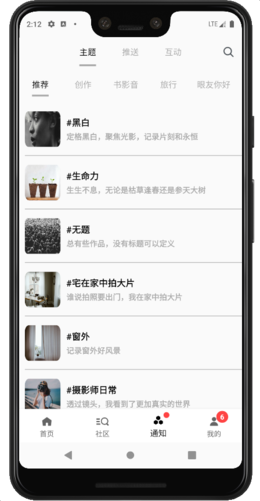 2:12
LTE
主题 推送 互动
推荐 创作 书影音 旅行 眼友你好
#黑白
定格黑白，聚焦光影，记录片刻和永恒
#生命力
生生不息，无论是枯草逢春还是参天大树
#无题
总有些作品，没有标题可以定义
#宅在家中拍大片
谁说拍照要出门，我在家中拍大片
#窗外
记录窗外好风景
#摄影师日常
透过镜头，我看到了更加真实的世界
6
首页 社区 通知 我的